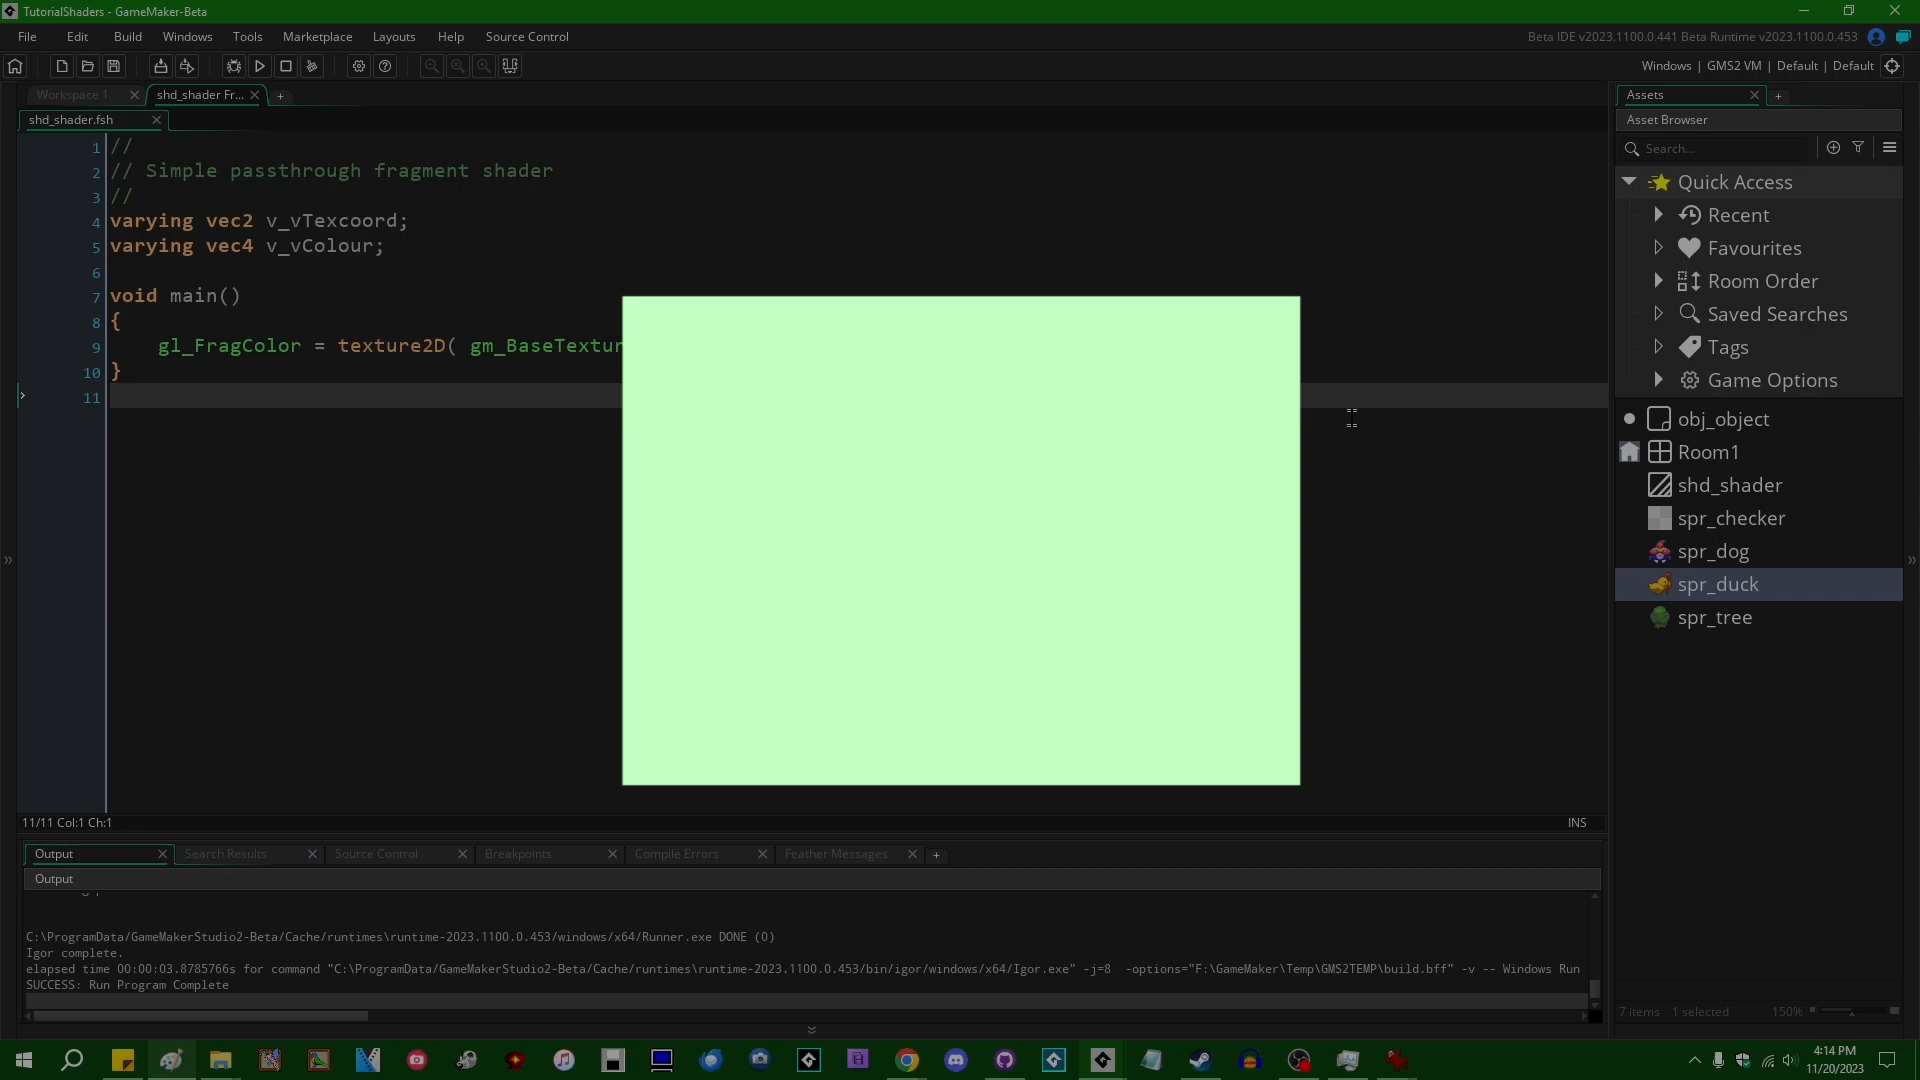 TutorialShaders - GameMaker-Beta
File Edit Build Windows Tools Marketplace Layouts Help Source Control
Beta IDE v2023.1100.0.441 Beta Runtime v2023.1100.0.453
Windows | GMS2 VM | Default | Default
Workspace 1
shd_shader Fr...
shd_shader.fsh
1 //
2 // Simple passthrough fragment shader
3 //
4 varying vec2 v_vTexcoord;
5 varying vec4 v_vColour;
6
7 void main()
8 {
9 gl_FragColor = texture2D( gm_BaseTextur
10 }
11
11/11 Col:1 Ch:1
INS
Assets
Asset Browser
Search...
Quick Access
Recent
Favourites
Room Order
Saved Searches
Tags
Game Options
obj_object
Room1
shd_shader
spr_checker
spr_dog
spr_duck
spr_tree
7 items 1 selected 150%
Output Search Results Source Control Breakpoints Compile Errors Feather Messages
Output
C:\ProgramData/GameMakerStudio2-Beta/Cache/runtimes\runtime-2023.1100.0.453/windows/x64/Runner.exe DONE (0)
Igor complete.
elapsed time 00:00:03.8785766s for command "C:\ProgramData/GameMakerStudio2-Beta/Cache/runtimes\runtime-2023.1100.0.453/bin/igor/windows/x64/Igor.exe" -j=8 -options="F:\GameMaker\Temp\GMS2TEMP\build.bff" -v -- Windows Run
SUCCESS: Run Program Complete
4:14 PM
11/20/2023